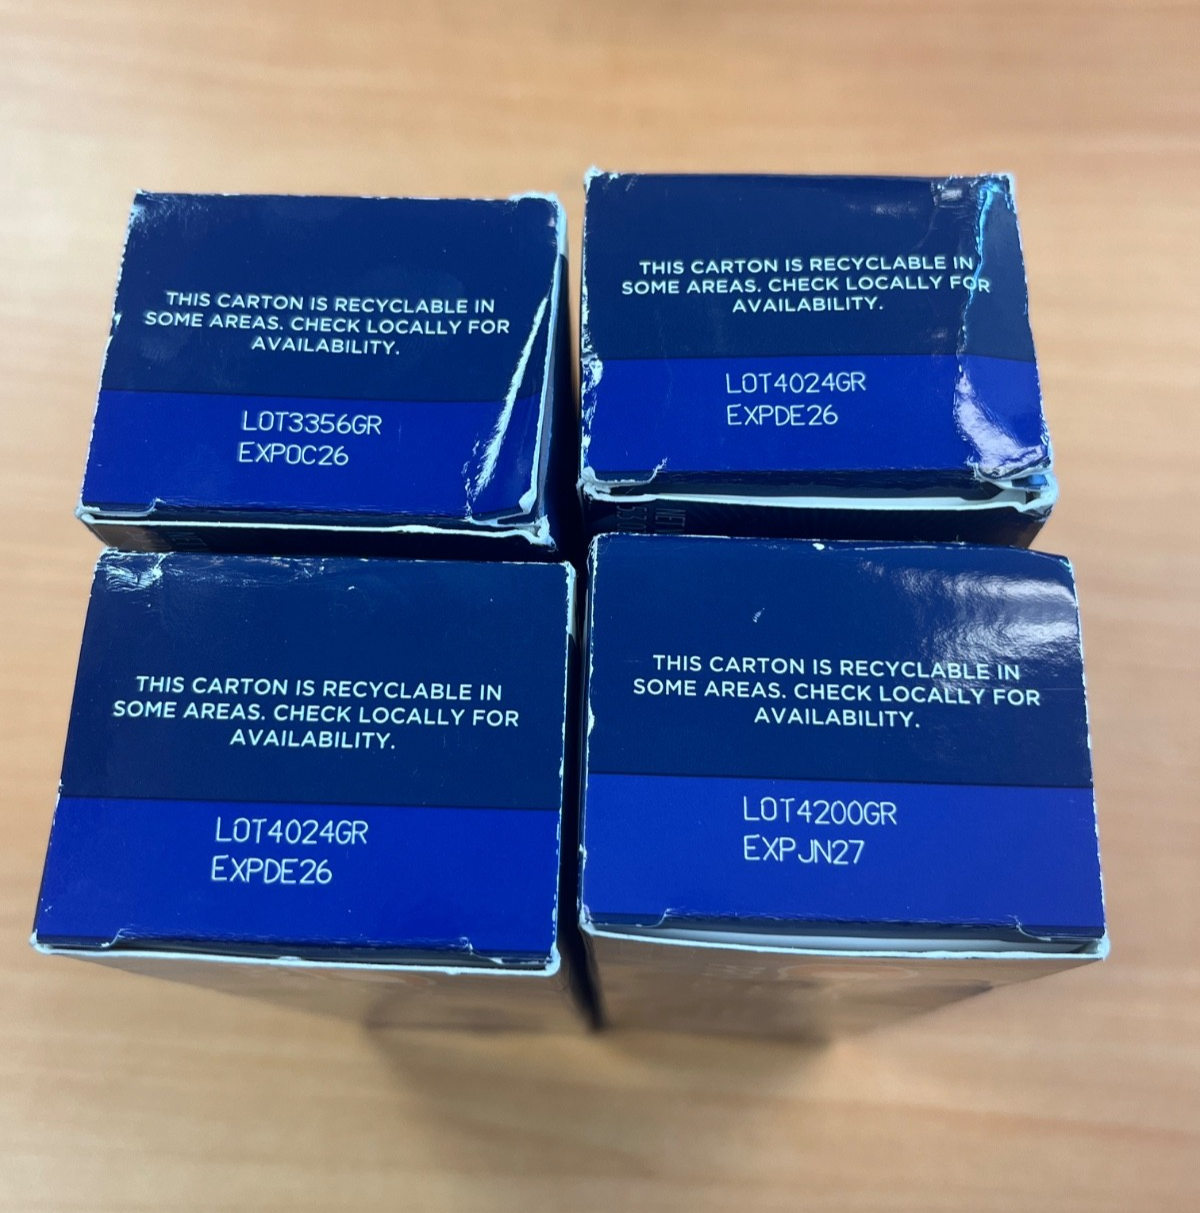 THIS CARTON IS RECYCLABLE IN
SOME AREAS. CHECK LOCALLY FOR
AVAILABILITY.
LOT3356GR
EXPOC26
THIS CARTON IS RECYCLABLE IN
SOME AREAS. CHECK LOCALLY FOR
AVAILABILITY.
LOT4024GR
EXPDE26
THIS CARTON IS RECYCLABLE IN
SOME AREAS. CHECK LOCALLY FOR
AVAILABILITY.
LOT4024GR
EXPDE26
THIS CARTON IS RECYCLABLE IN
SOME AREAS. CHECK LOCALLY FOR
AVAILABILITY.
LOT4200GR
EXPJN27